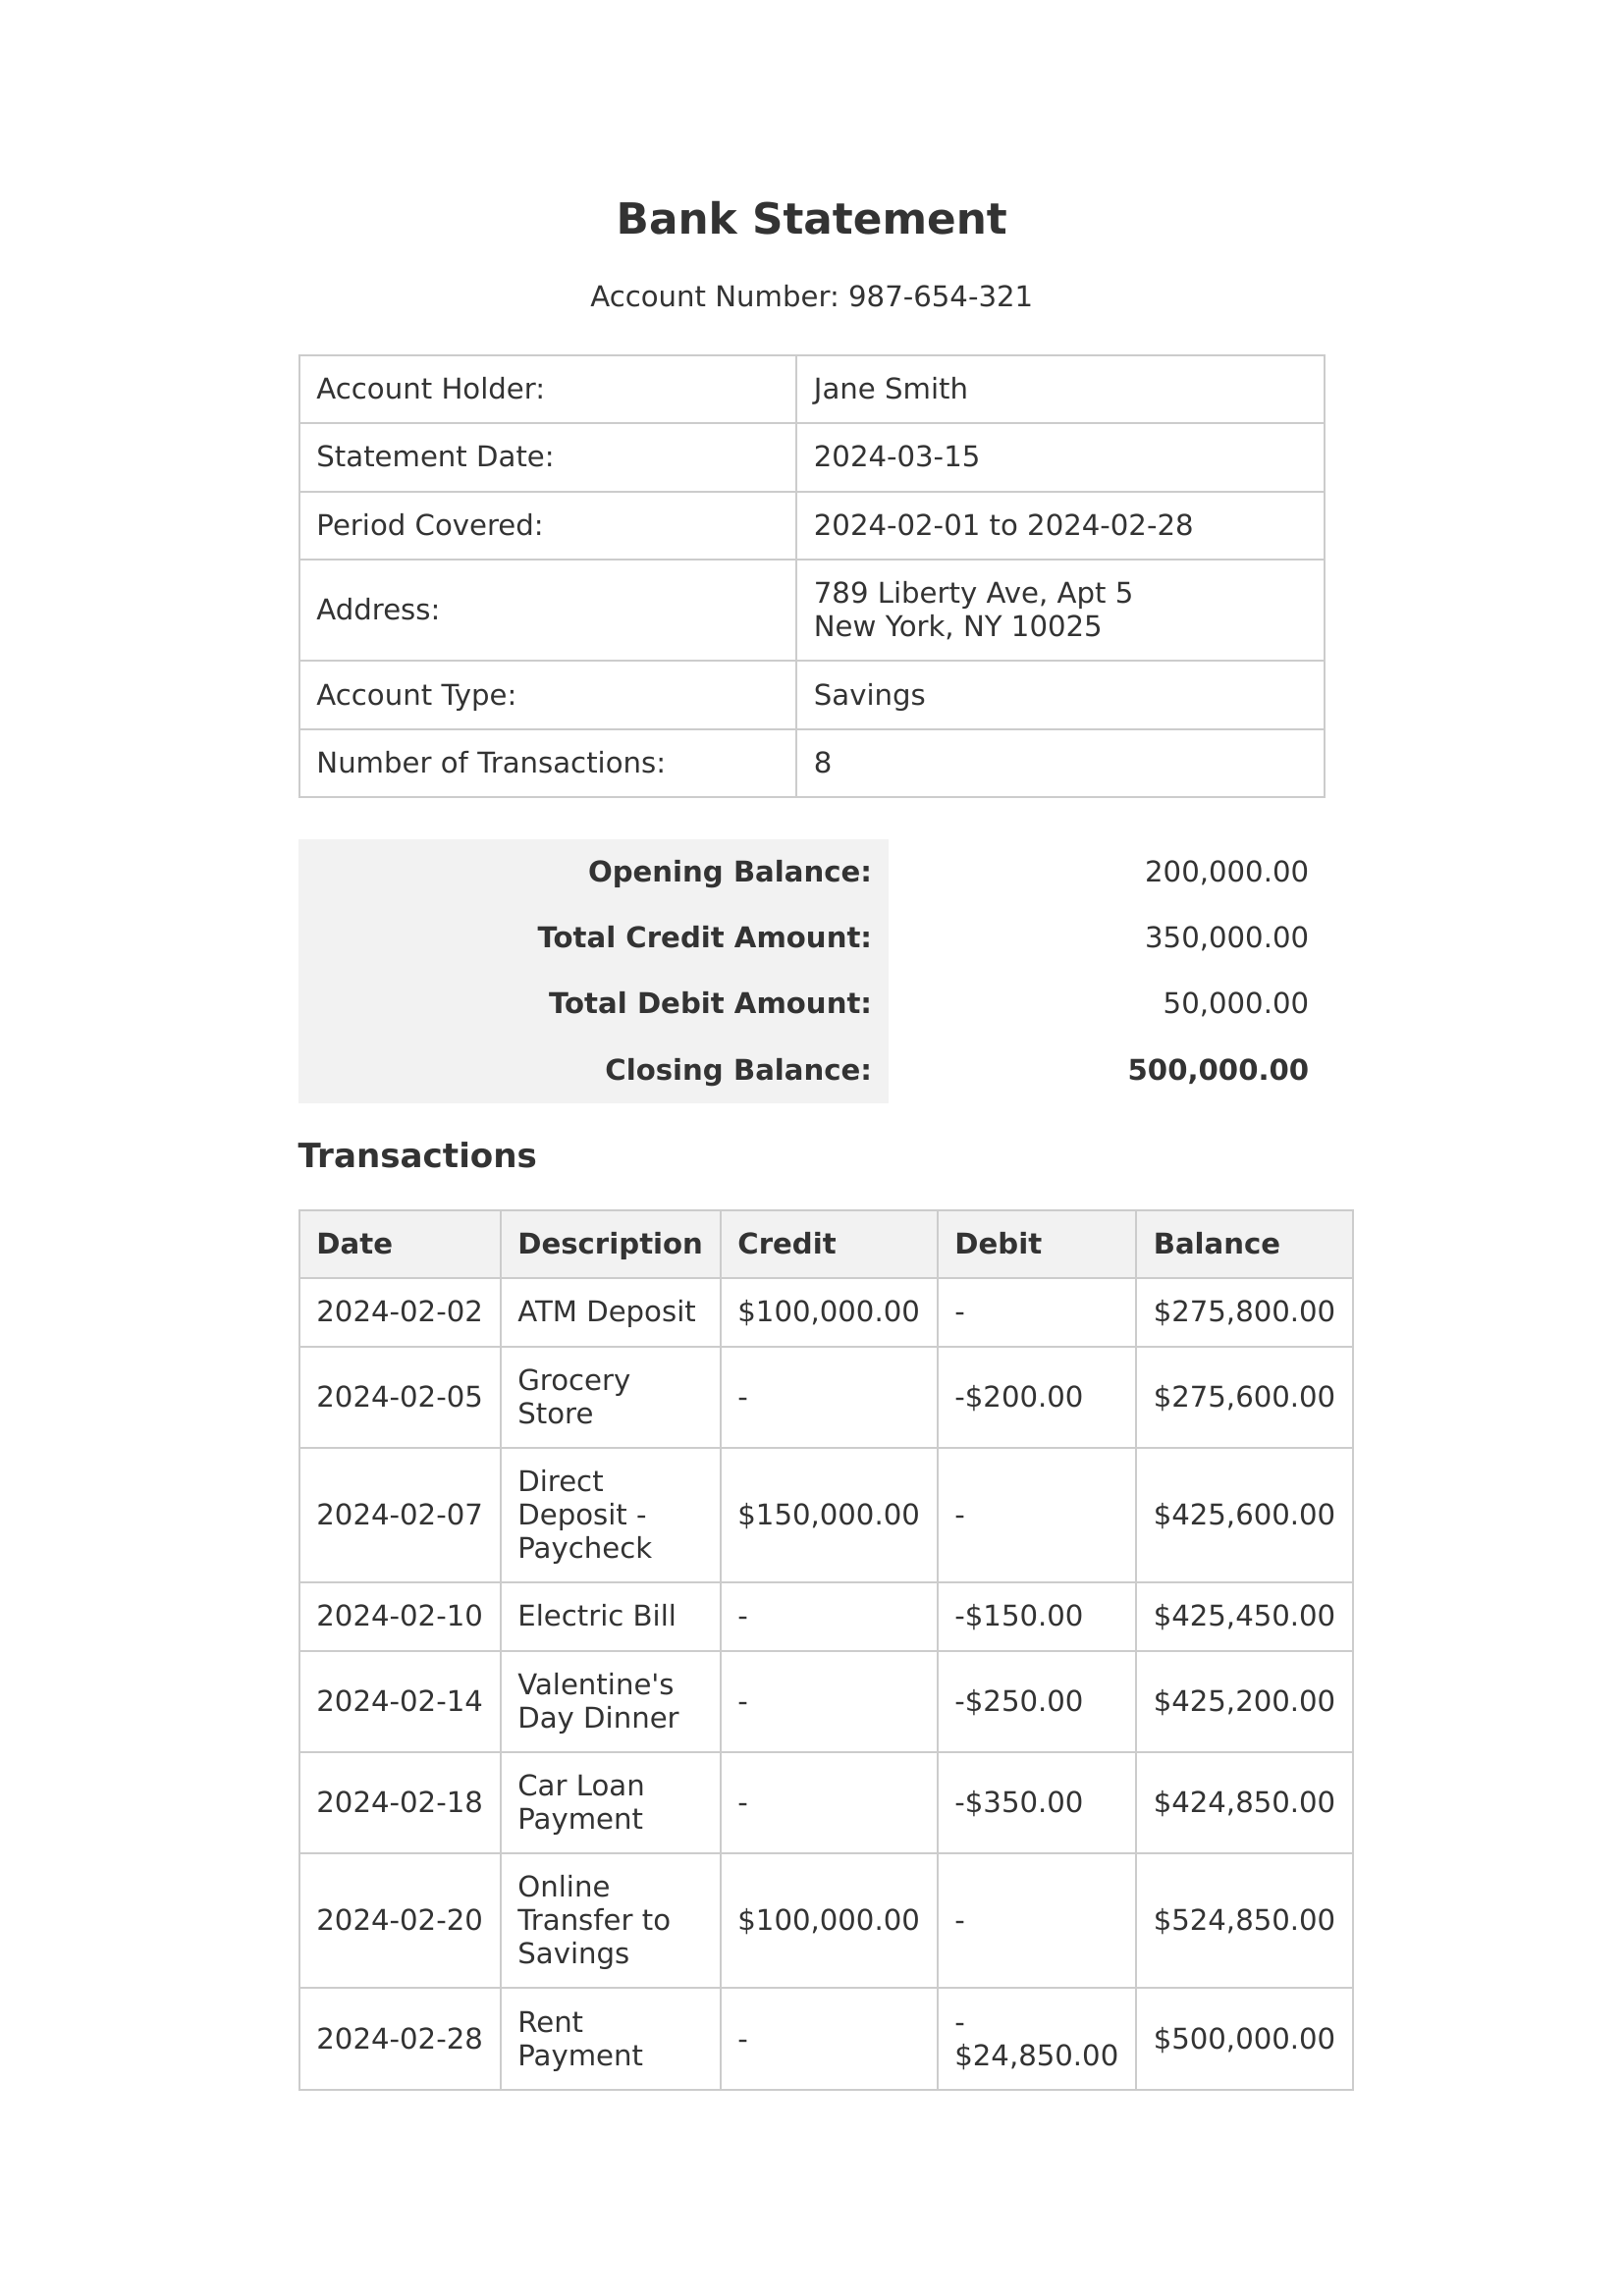 Bank Statement
Account Number: 987-654-321
Account Holder: Jane Smith
Statement Date: 2024-03-15
Period Covered: 2024-02-01 to 2024-02-28
Address: 789 Liberty Ave, Apt 5
New York, NY 10025
Account Type: Savings
Number of Transactions: 8
Opening Balance: 200,000.00
Total Credit Amount: 350,000.00
Total Debit Amount: 50,000.00
Closing Balance: 500,000.00
Transactions
Date Description Credit Debit Balance
2024-02-02 ATM Deposit $100,000.00 - $275,800.00
2024-02-05 Grocery
Store - -$200.00 $275,600.00
2024-02-07 Direct
Deposit -
Paycheck $150,000.00 - $425,600.00
2024-02-10 Electric Bill - -$150.00 $425,450.00
2024-02-14 Valentine's
Day Dinner - -$250.00 $425,200.00
2024-02-18 Car Loan
Payment - -$350.00 $424,850.00
2024-02-20 Online
Transfer to
Savings $100,000.00 - $524,850.00
2024-02-28 Rent
Payment - -
$24,850.00 $500,000.00